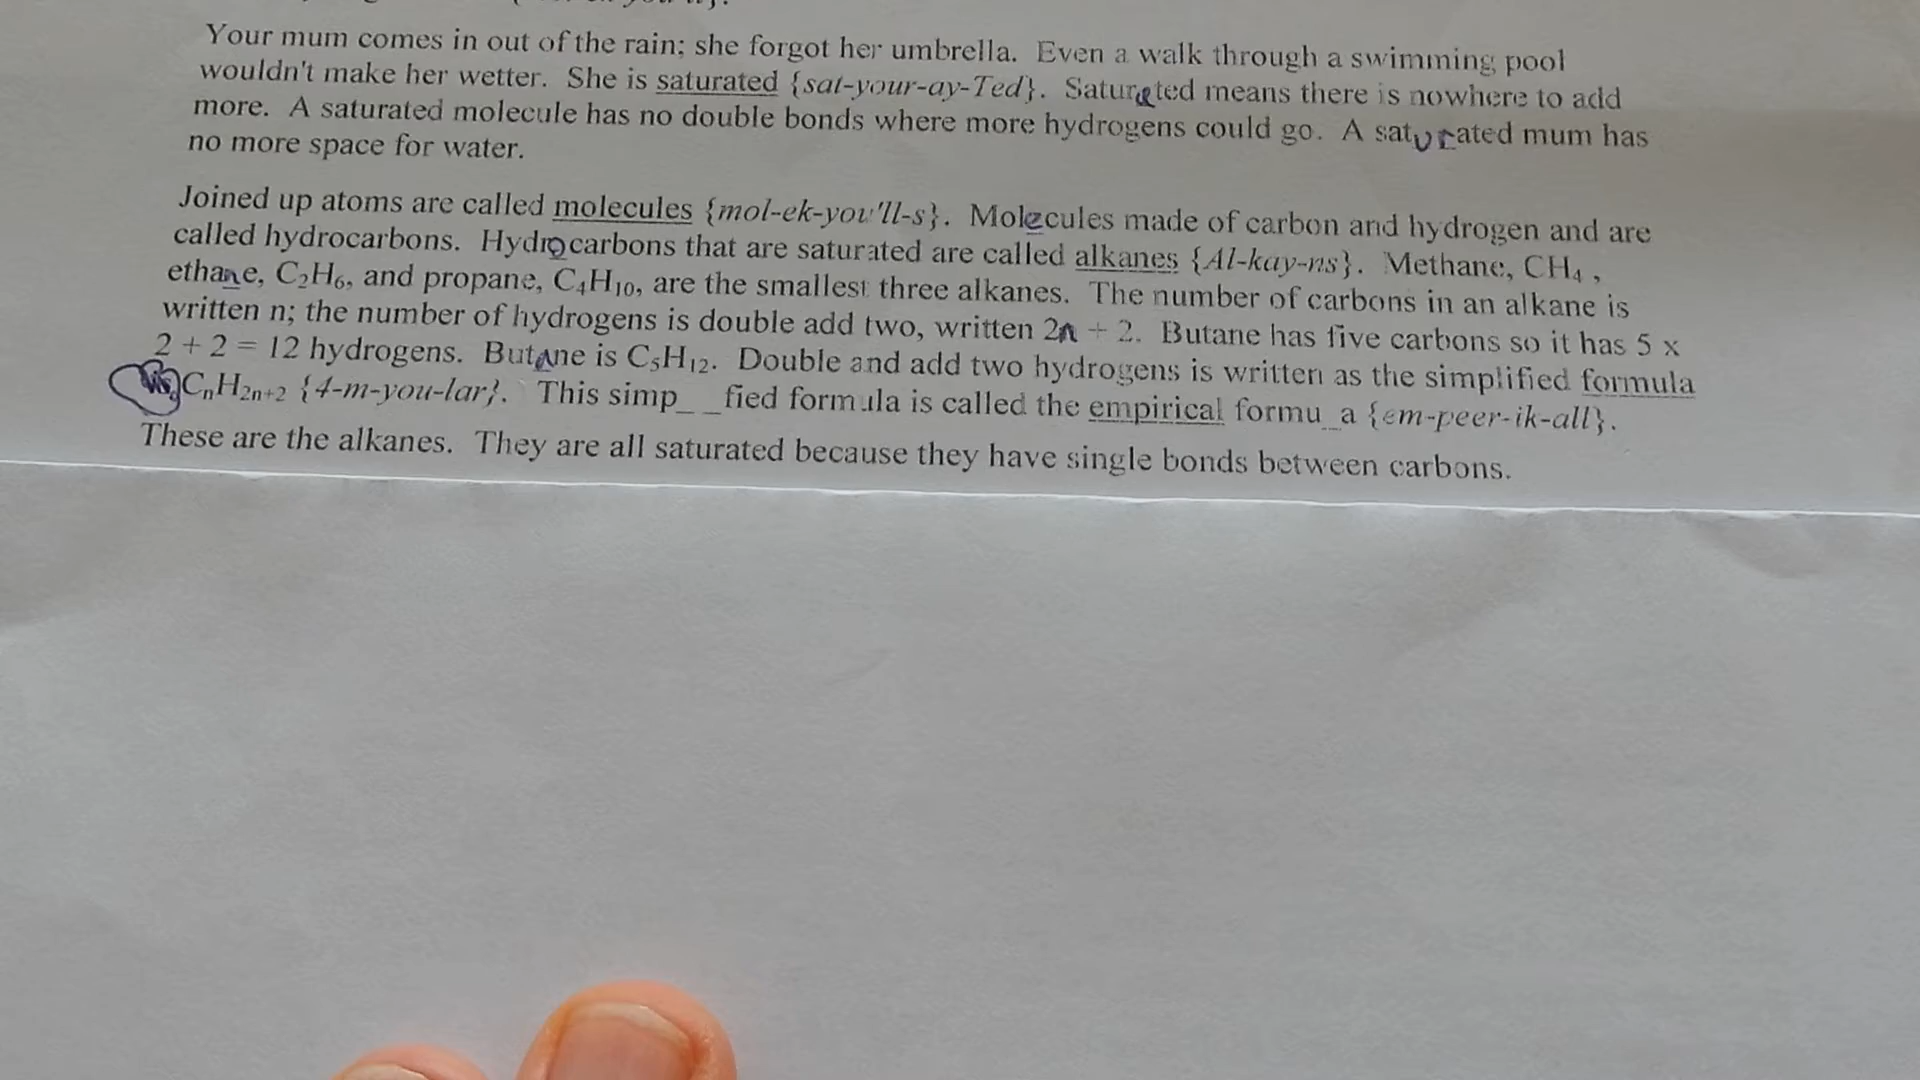 Your mum comes in out of the rain; she forgot her umbrella. Even a walk through a swimming pool
wouldn't make her wetter. She is saturated {sat-your-ay-Ted}. Saturated means there is nowhere to add
more. A saturated molecule has no double bonds where more hydrogens could go. A saturated mum has
no more space for water.
Joined up atoms are called molecules {mol-ek-you'll-s}. Molecules made of carbon and hydrogen and are
called hydrocarbons. Hydrocarbons that are saturated are called alkanes {Al-kay-ns}. Methane, CH₄ ,
ethane, C₂H₆, and propane, C₄H₁₀, are the smallest three alkanes. The number of carbons in an alkane is
written n; the number of hydrogens is double add two, written 2n + 2. Butane has five carbons so it has 5 x
2 + 2 = 12 hydrogens. Butane is C₅H₁₂. Double and add two hydrogens is written as the simplified formula
CₙH₂ₙ₊₂ {4-m-you-lar}. This simp_ _fied formula is called the empirical formu_a {em-peer-ik-all}.
These are the alkanes. They are all saturated because they have single bonds between carbons.